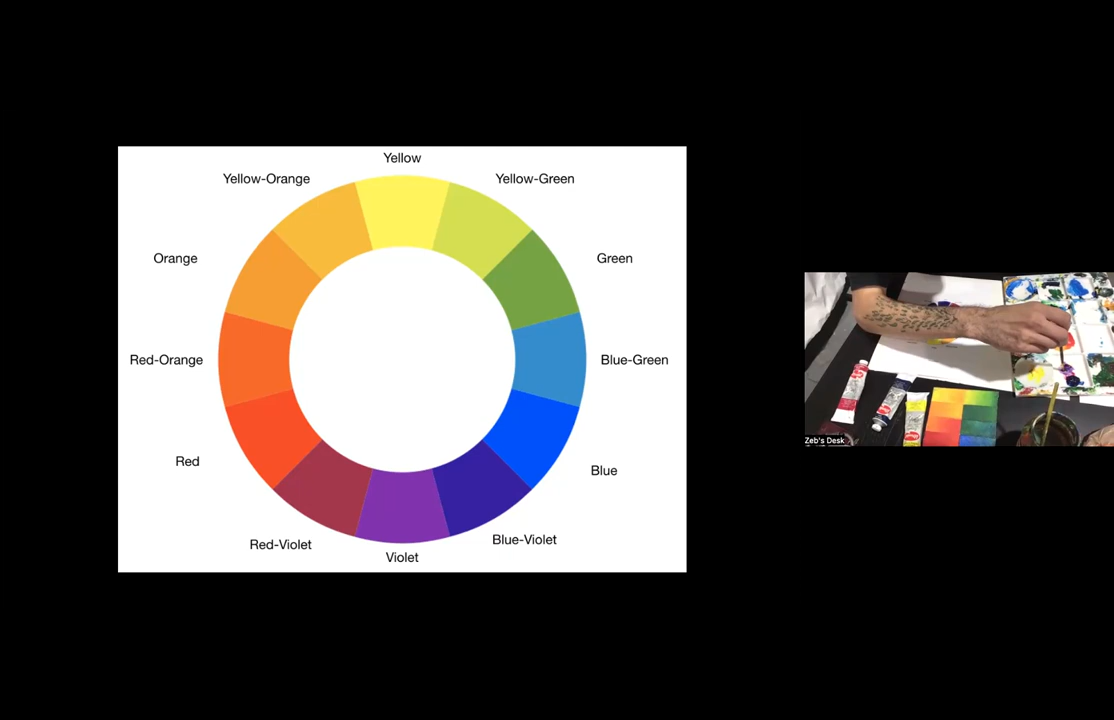 Yellow
Yellow-Orange
Yellow-Green
Orange
Green
Red-Orange
Blue-Green
Red
Blue
Blue-Violet
Red-Violet
Violet
Zeb's Desk